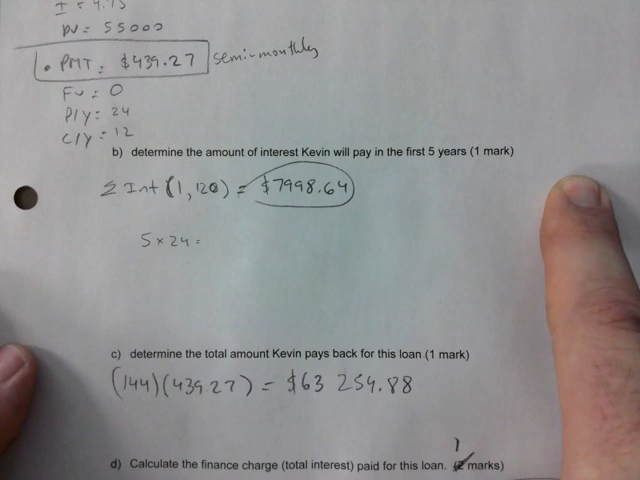 I = 4.75
PV = 55000
• PMT = $439.27 semi-monthly
FV = 0
P/Y = 24
C/Y = 12
b) determine the amount of interest Kevin will pay in the first 5 years (1 mark)
Σ Int (1, 120) = $7998.64
5 × 24 =
c) determine the total amount Kevin pays back for this loan (1 mark)
(144)(439.27) = $63 254.88
1
d) Calculate the finance charge (total interest) paid for this loan. (2 marks)